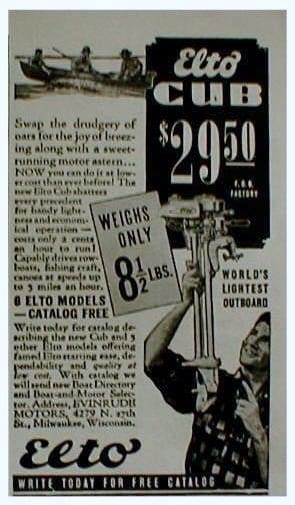 Elto
CUB
$29.50
F.O.B.
FACTORY
Swap the drudgery of
oars for the joy of breez-
ing along with a sweet-
running motor astern...
NOW you can do it at low-
er cost than ever before! The
new Elto Cub shatters
every precedent
for handy light-
ness and econom-
ical operation —
costs only 2 cents
an hour to run!
Capably drives row-
boats, fishing craft,
canoes at speeds up
to 5 miles an hour.
WEIGHS
ONLY
8 1/2 LBS.
WORLD'S
LIGHTEST
OUTBOARD
6 ELTO MODELS
— CATALOG FREE
Write today for catalog de-
scribing the new Cub and 5
other Elto models offering
famed Elto starting ease, de-
pendability and quality at
low cost. With catalog we
will send new Boat Directory
and Boat-and-Motor Selec-
tor. Address, EVINRUDE
MOTORS, 4279 N. 27th
St., Milwaukee, Wisconsin.
Elto
WRITE TODAY FOR FREE CATALOG